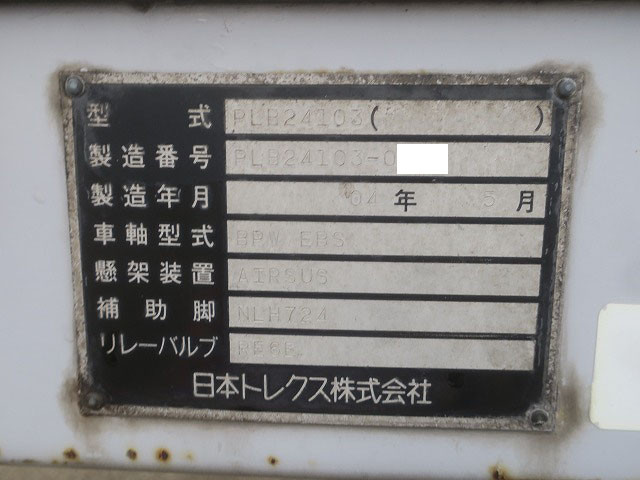 型式 PLB24103( )
製造番号 PLB24103-0
製造年月 04年 5月
車軸型式 BPW EBS
懸架装置 AIRSUS
補助脚 NLH724
リレーバルブ
日本トレクス株式会社